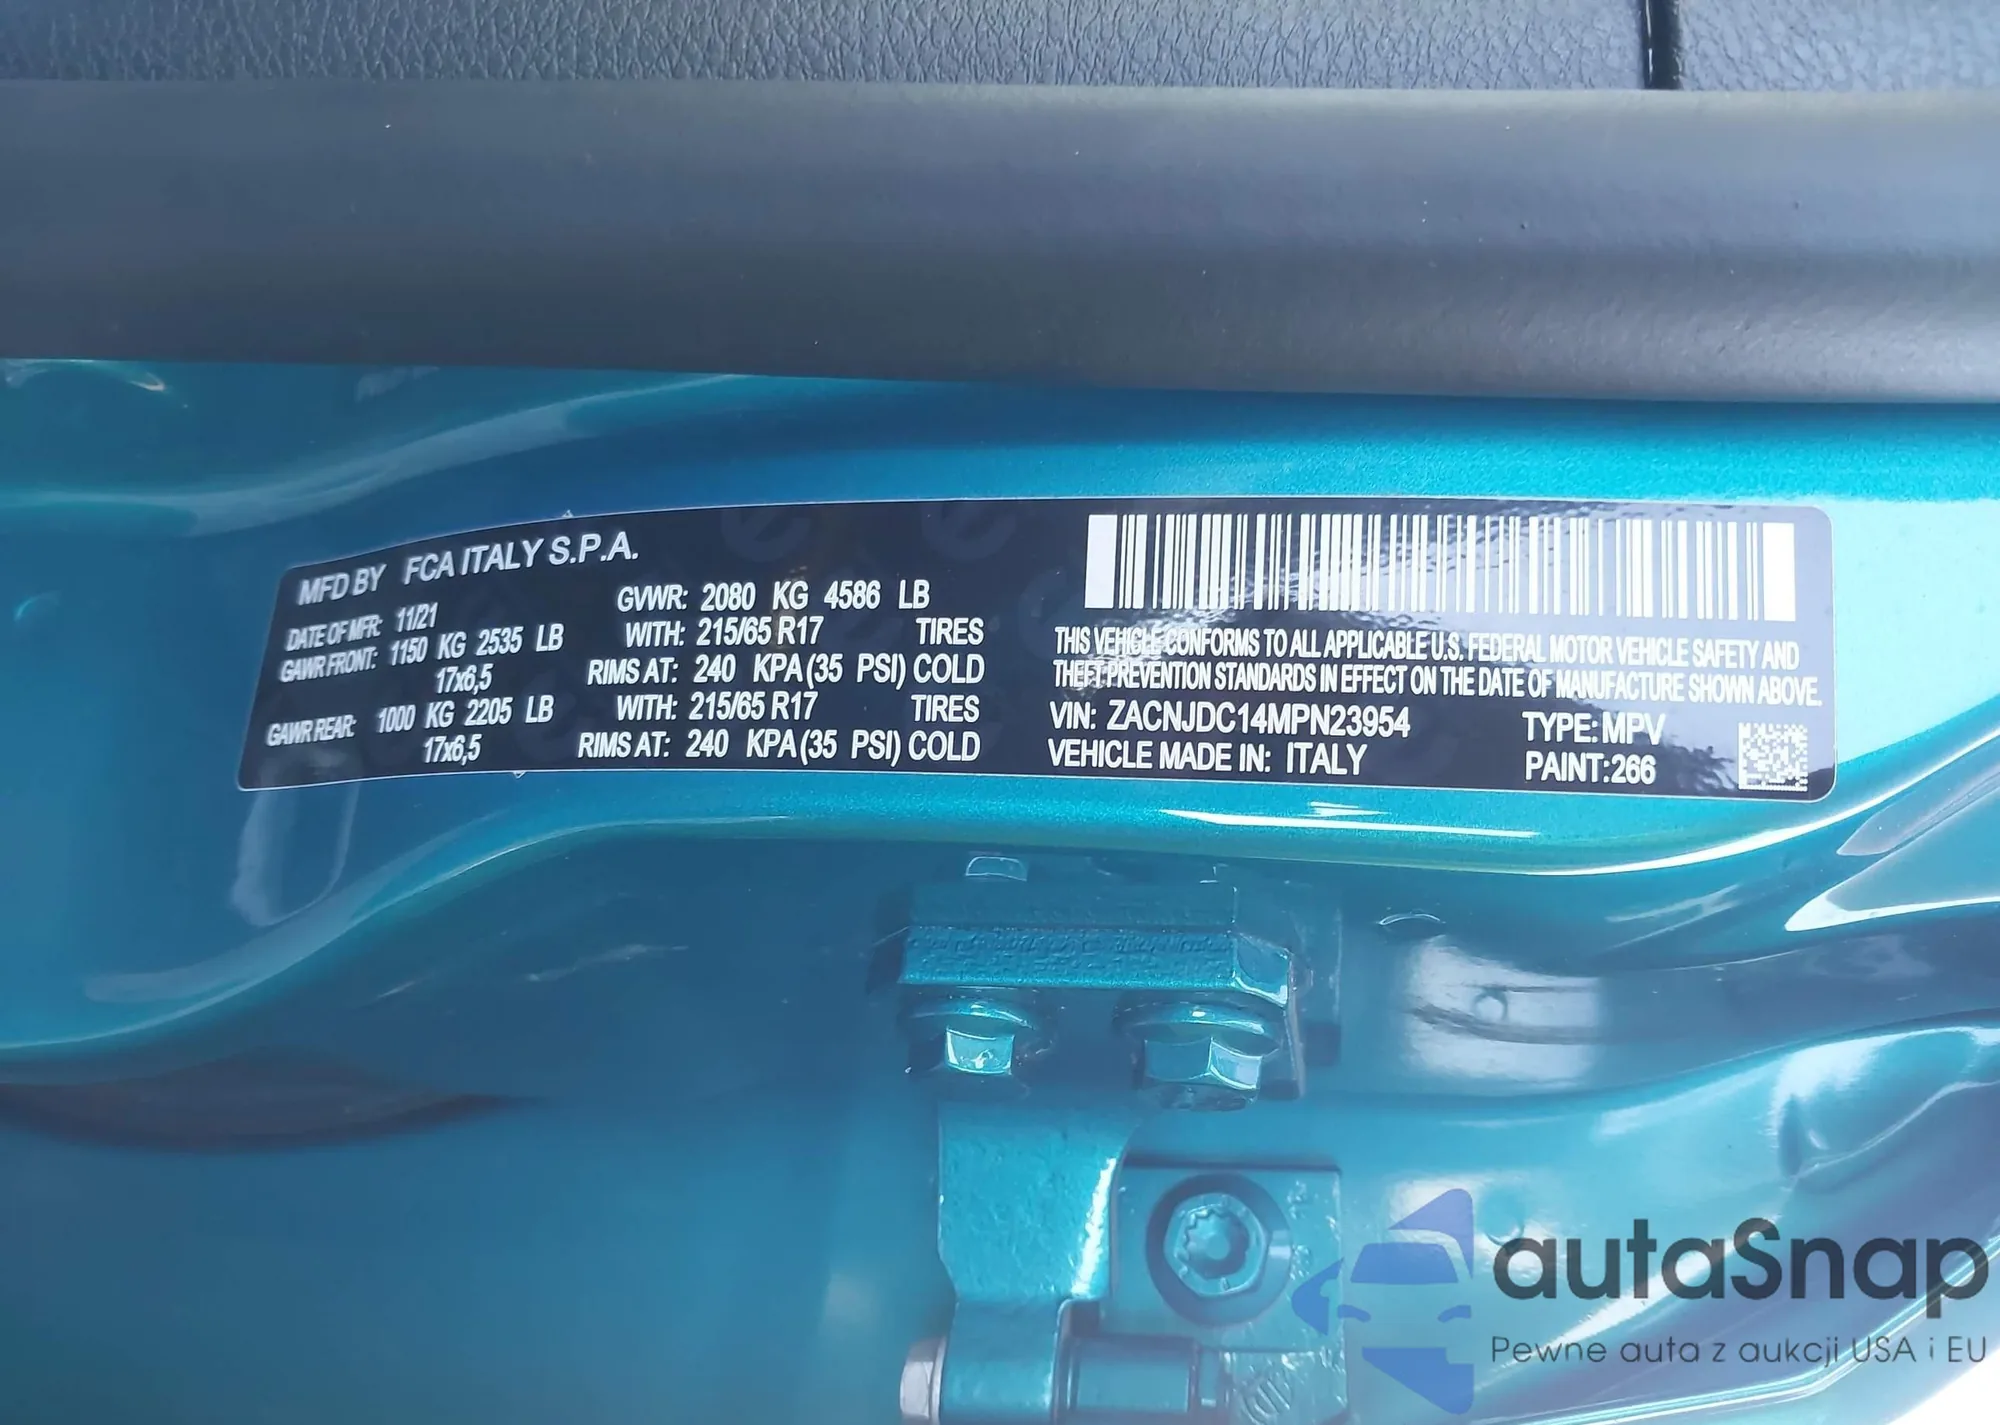 MFD BY FCA ITALY S.P.A.
DATE OF MFR: 11/21 GVWR: 2080 KG 4586 LB
GAWR FRONT: 1150 KG 2535 LB WITH: 215/65 R17 TIRES
17x6,5 RIMS AT: 240 KPA (35 PSI) COLD
GAWR REAR: 1000 KG 2205 LB WITH: 215/65 R17 TIRES
17x6,5 RIMS AT: 240 KPA (35 PSI) COLD
THIS VEHICLE CONFORMS TO ALL APPLICABLE U.S. FEDERAL MOTOR VEHICLE SAFETY AND
THEFT PREVENTION STANDARDS IN EFFECT ON THE DATE OF MANUFACTURE SHOWN ABOVE.
VIN: ZACNJDC14MPN23954 TYPE: MPV
VEHICLE MADE IN: ITALY PAINT: 266
autaSnap
Pewne auta z aukcji USA i EU